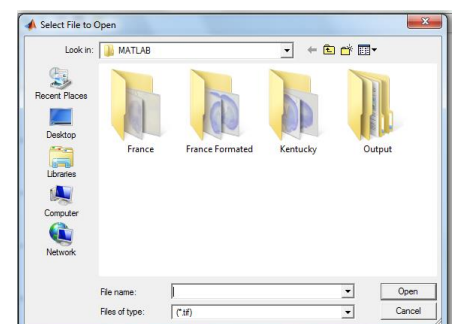 Select File to Open
Look in: MATLAB
Recent Places
Desktop
Libraries
Computer
Network
France
France Formated
Kentucky
Output
File name:
Open
Files of type: (*.tif)
Cancel